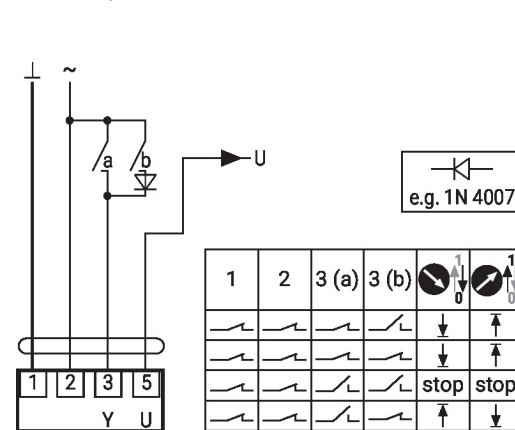 ⊥ ~
a b
U
e.g. 1N 4007
1 2 3 (a) 3 (b) 1 0 1 0
stop stop
1 2 3 5
Y U